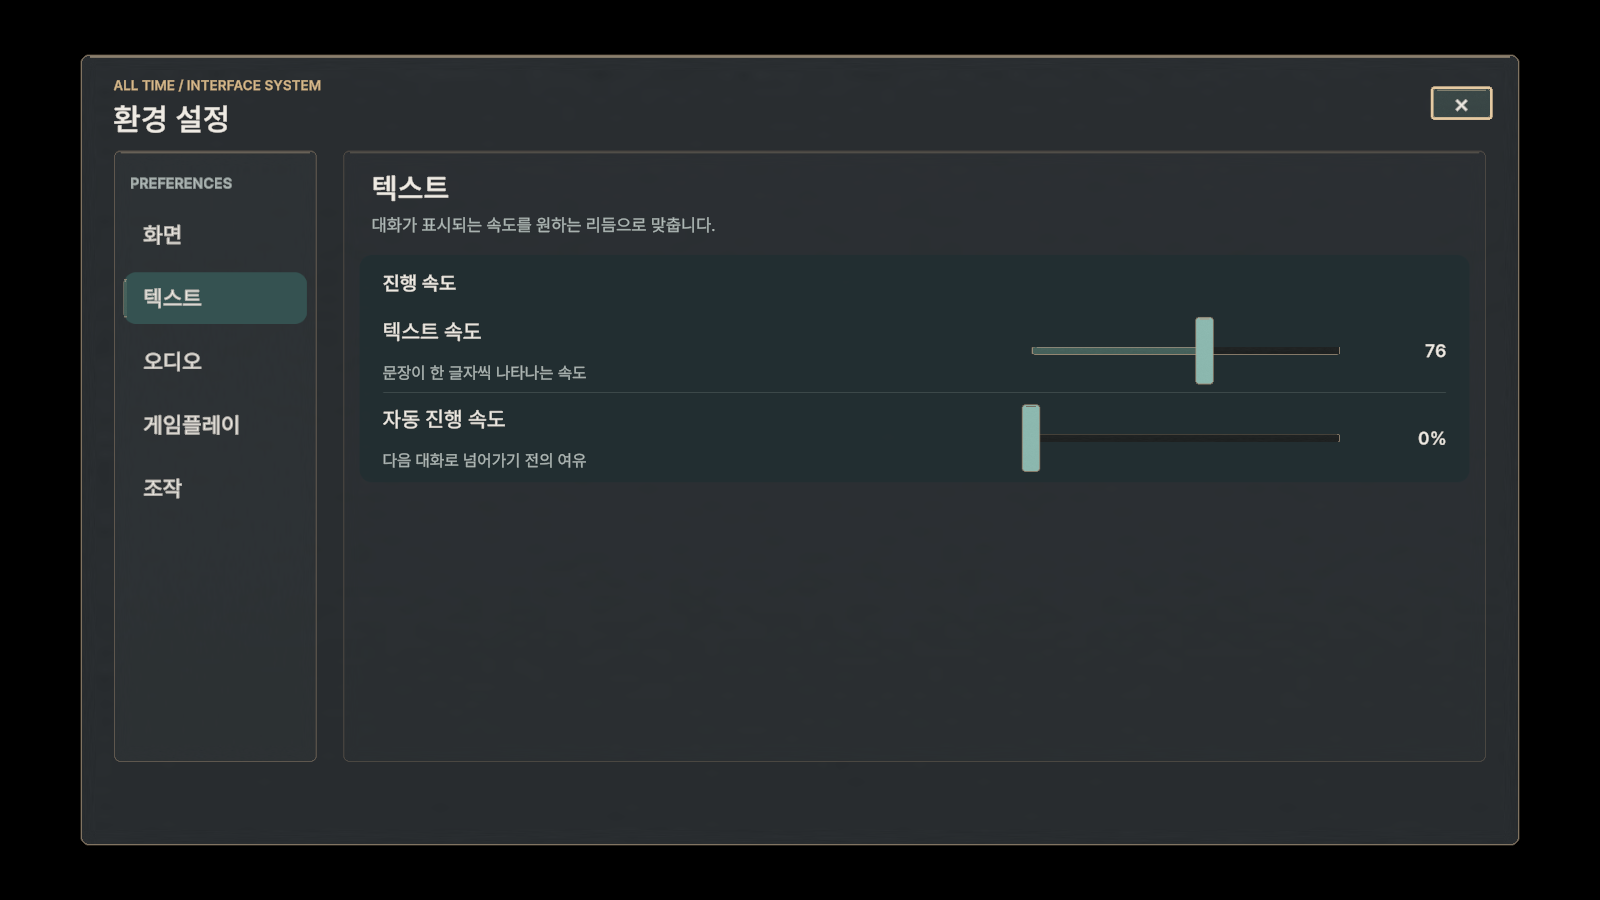 ALL TIME / INTERFACE SYSTEM
환경 설정
×
PREFERENCES
화면
텍스트
오디오
게임플레이
조작
텍스트
대화가 표시되는 속도를 원하는 리듬으로 맞춥니다.
진행 속도
텍스트 속도
문장이 한 글자씩 나타나는 속도
76
자동 진행 속도
다음 대화로 넘어가기 전의 여유
0%